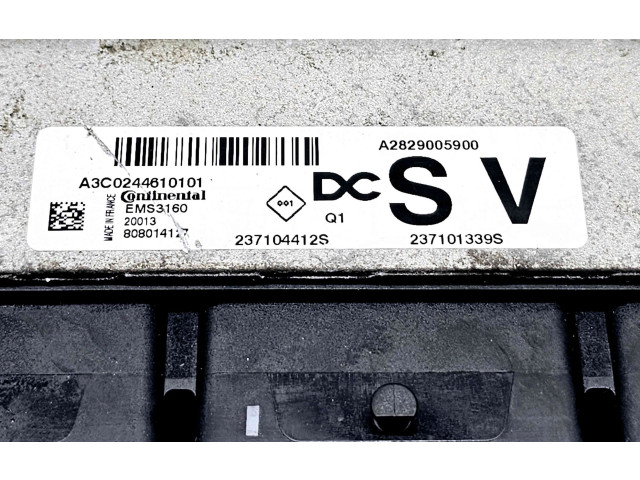 A2829005900
A3C0244610101
Continental
EMS3160
20013
808014127
MADE IN FRANCE
001
DC
Q1
S V
237104412S
237101339S